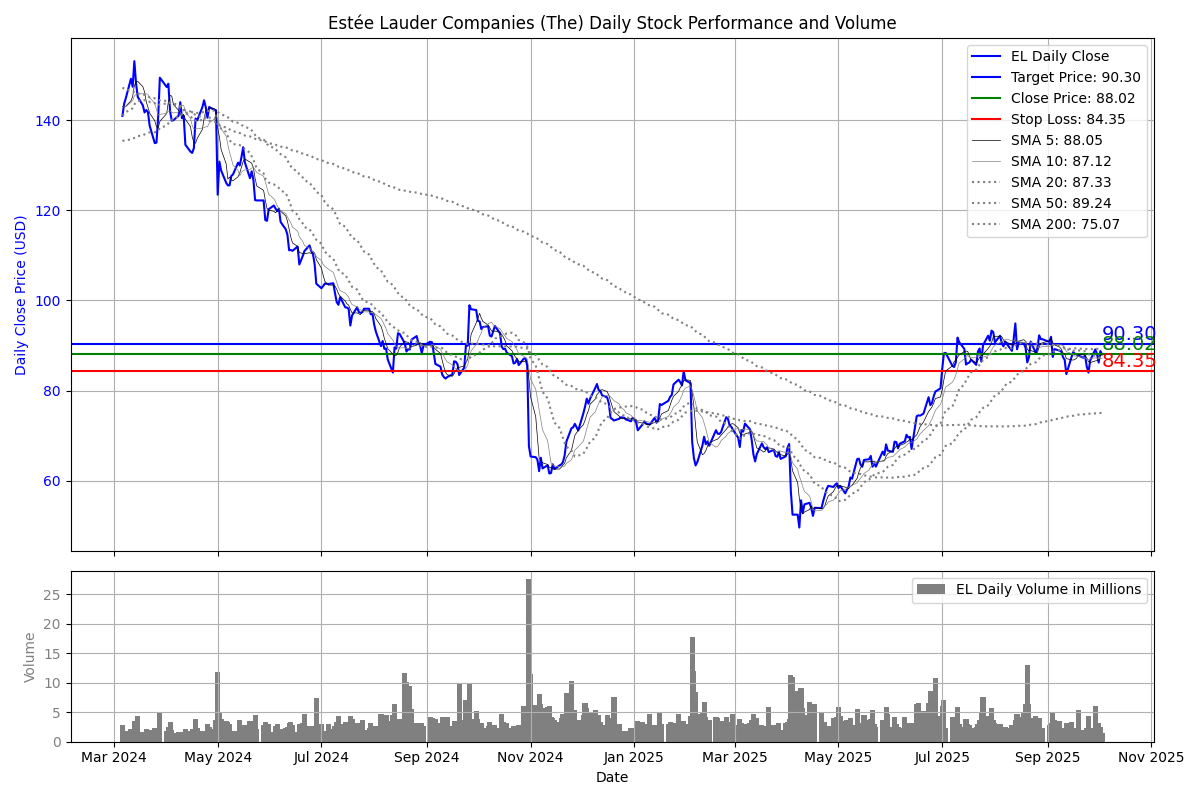 Estée Lauder Companies (The) Daily Stock Performance and Volume
Daily Close Price (USD)
140
120
100
80
60
EL Daily Close
Target Price: 90.30
Close Price: 88.02
Stop Loss: 84.35
SMA 5: 88.05
SMA 10: 87.12
SMA 20: 87.33
SMA 50: 89.24
SMA 200: 75.07
90.30
88.02
84.35
Volume
25
20
15
10
5
0
EL Daily Volume in Millions
Mar 2024 May 2024 Jul 2024 Sep 2024 Nov 2024 Jan 2025 Mar 2025 May 2025 Jul 2025 Sep 2025 Nov 2025
Date